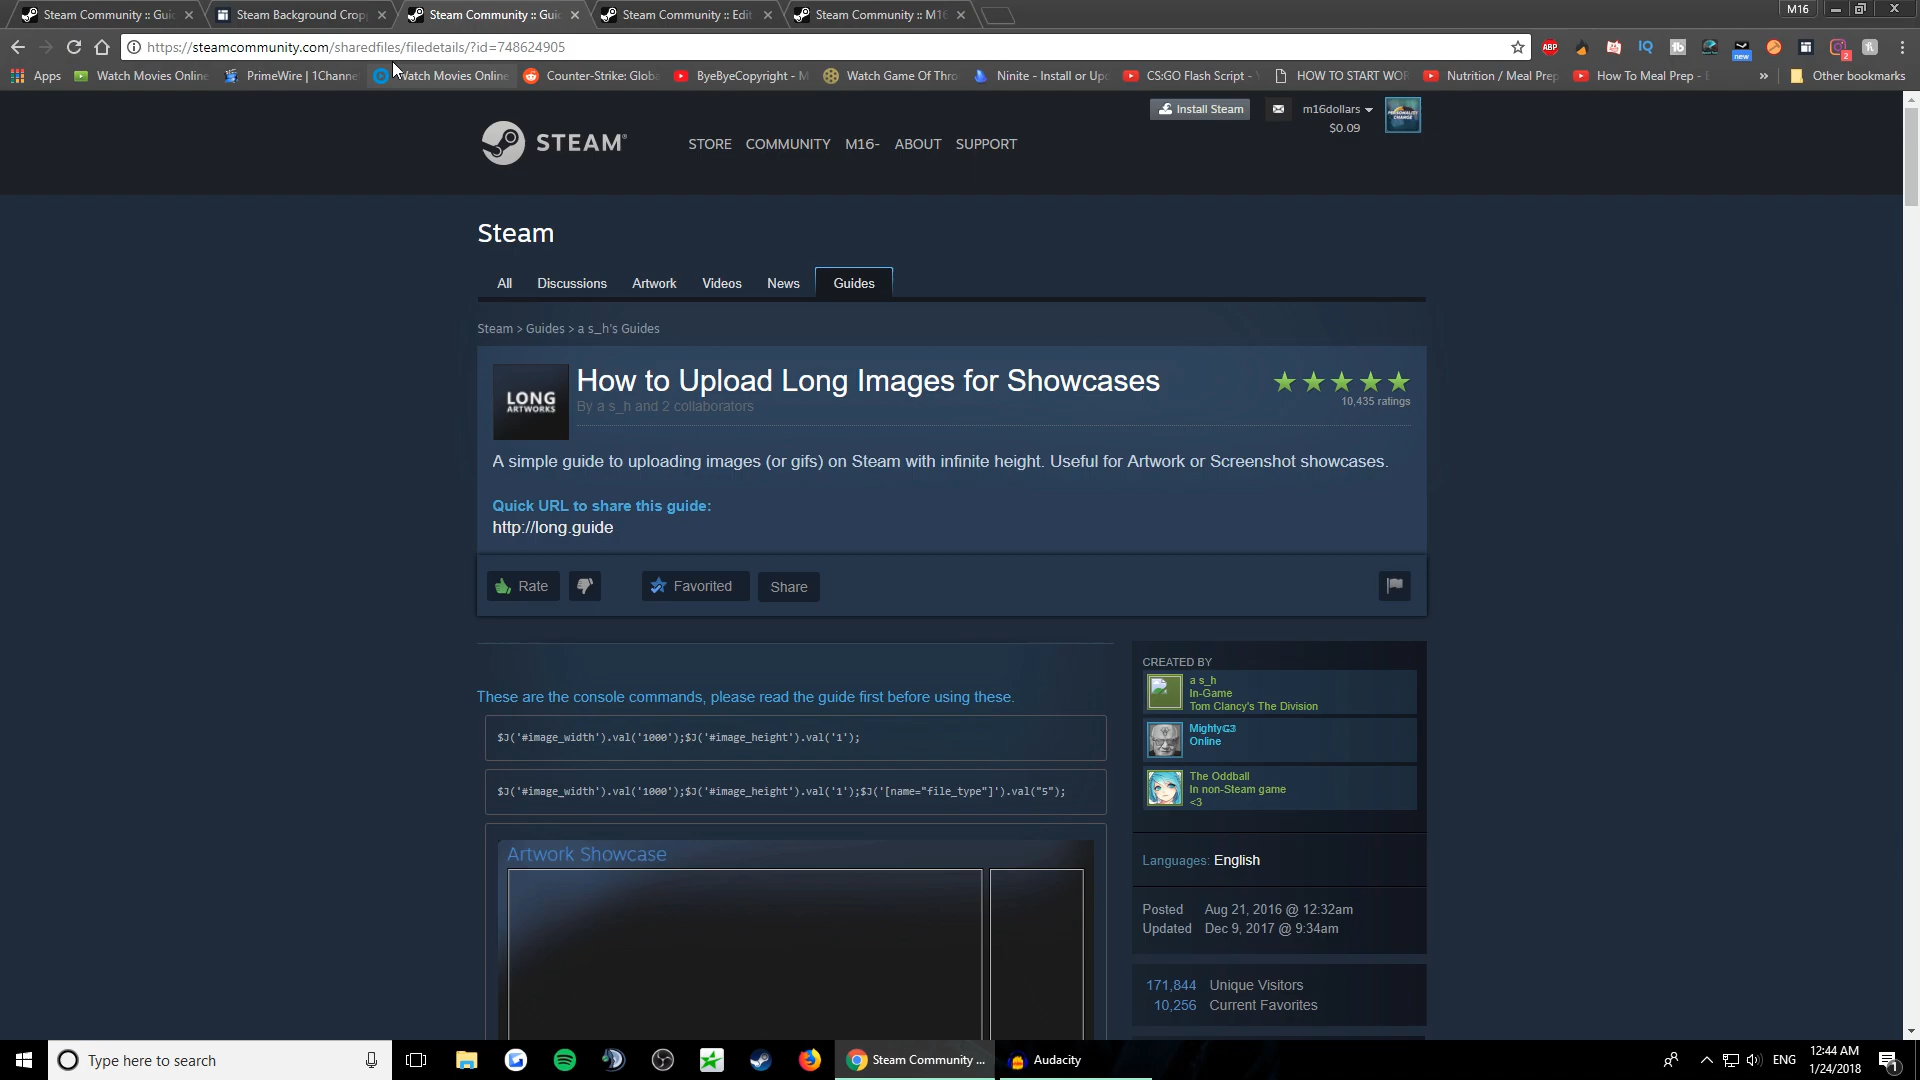 Steam Community :: Gui
Steam Background Crop
Steam Community :: Gui
Steam Community :: Edit
Steam Community :: M16
M16
https://steamcommunity.com/sharedfiles/filedetails/?id=748624905
Apps
Watch Movies Online
PrimeWire | 1Channe
Watch Movies Online
Counter-Strike: Globa
ByeByeCopyright - M
Watch Game Of Thro
Ninite - Install or Up
CS:GO Flash Script -
HOW TO START WOR
Nutrition / Meal Prep
How To Meal Prep -
»
Other bookmarks
Install Steam
m16dollars
$0.09
STEAM
STORE COMMUNITY M16- ABOUT SUPPORT
Steam
All Discussions Artwork Videos News Guides
Steam > Guides > a s_h's Guides
LONG
ARTWORKS
How to Upload Long Images for Showcases
By a s_h and 2 collaborators
10,435 ratings
A simple guide to uploading images (or gifs) on Steam with infinite height. Useful for Artwork or Screenshot showcases.
Quick URL to share this guide:
http://long.guide
Rate
Favorited
Share
These are the console commands, please read the guide first before using these.
$J('#image_width').val('1000');$J('#image_height').val('1');
$J('#image_width').val('1000');$J('#image_height').val('1');$J('[name="file_type"]').val("5");
Artwork Showcase
CREATED BY
a s_h
In-Game
Tom Clancy's The Division
MightyG3
Online
The Oddball
In non-Steam game
<3
Languages: English
Posted Aug 21, 2016 @ 12:32am
Updated Dec 9, 2017 @ 9:34am
171,844 Unique Visitors
10,256 Current Favorites
Type here to search
Steam Community ...
Audacity
ENG
12:44 AM
1/24/2018